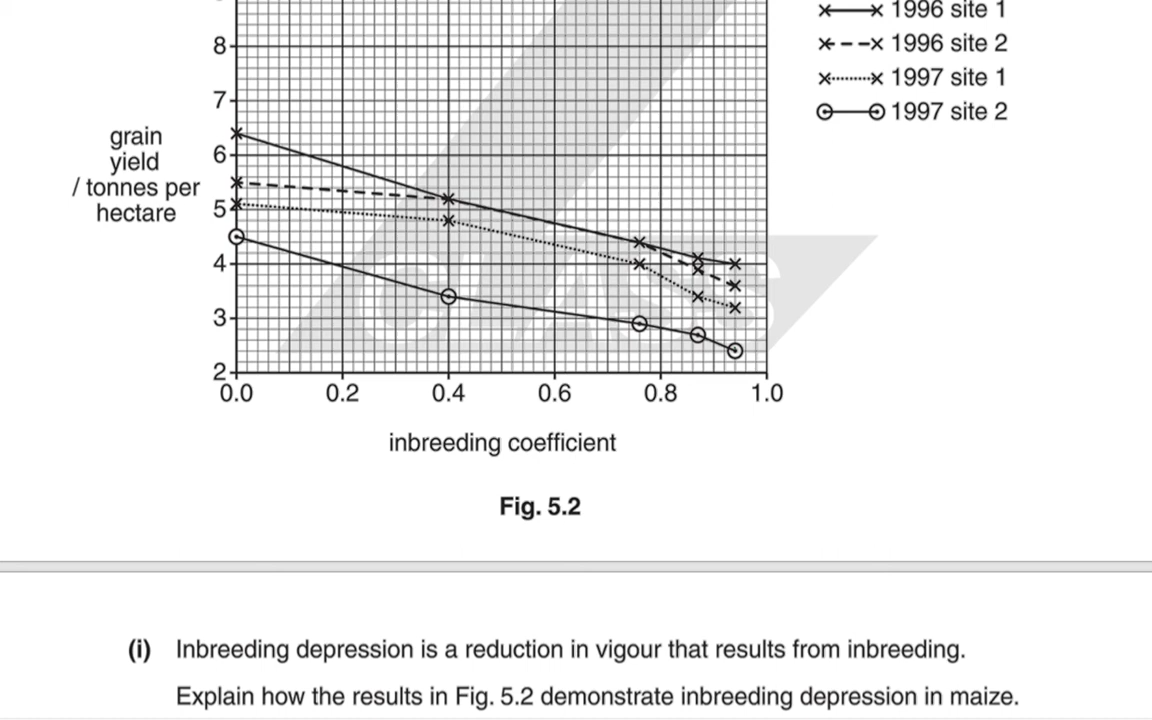 1996 site 1
8
1996 site 2
1997 site 1
7
1997 site 2
grain
yield
/ tonnes per
hectare
6
5
4
3
2
0.0 0.2 0.4 0.6 0.8 1.0
inbreeding coefficient
Fig. 5.2
(i) Inbreeding depression is a reduction in vigour that results from inbreeding.
Explain how the results in Fig. 5.2 demonstrate inbreeding depression in maize.